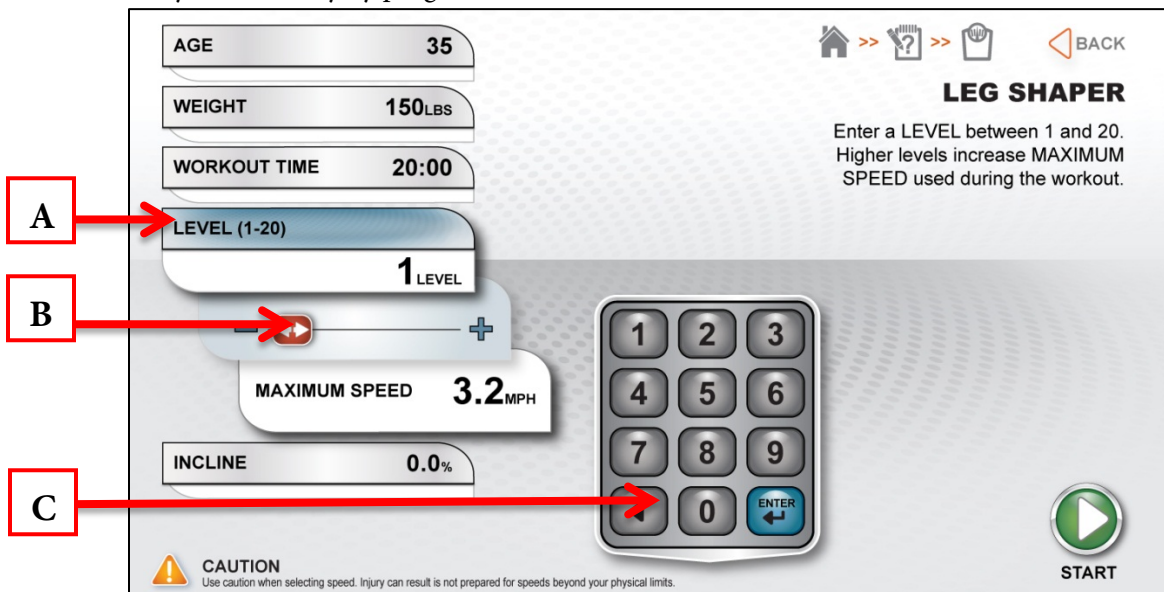 AGE 35
>> >> BACK
LEG SHAPER
WEIGHT 150LBS
Enter a LEVEL between 1 and 20.
Higher levels increase MAXIMUM
SPEED used during the workout.
WORKOUT TIME 20:00
A
LEVEL (1-20)
1 LEVEL
B
- +
MAXIMUM SPEED 3.2MPH
1 2 3
4 5 6
7 8 9
0 ENTER
INCLINE 0.0%
C
CAUTION
Use caution when selecting speed. Injury can result is not prepared for speeds beyond your physical limits.
START